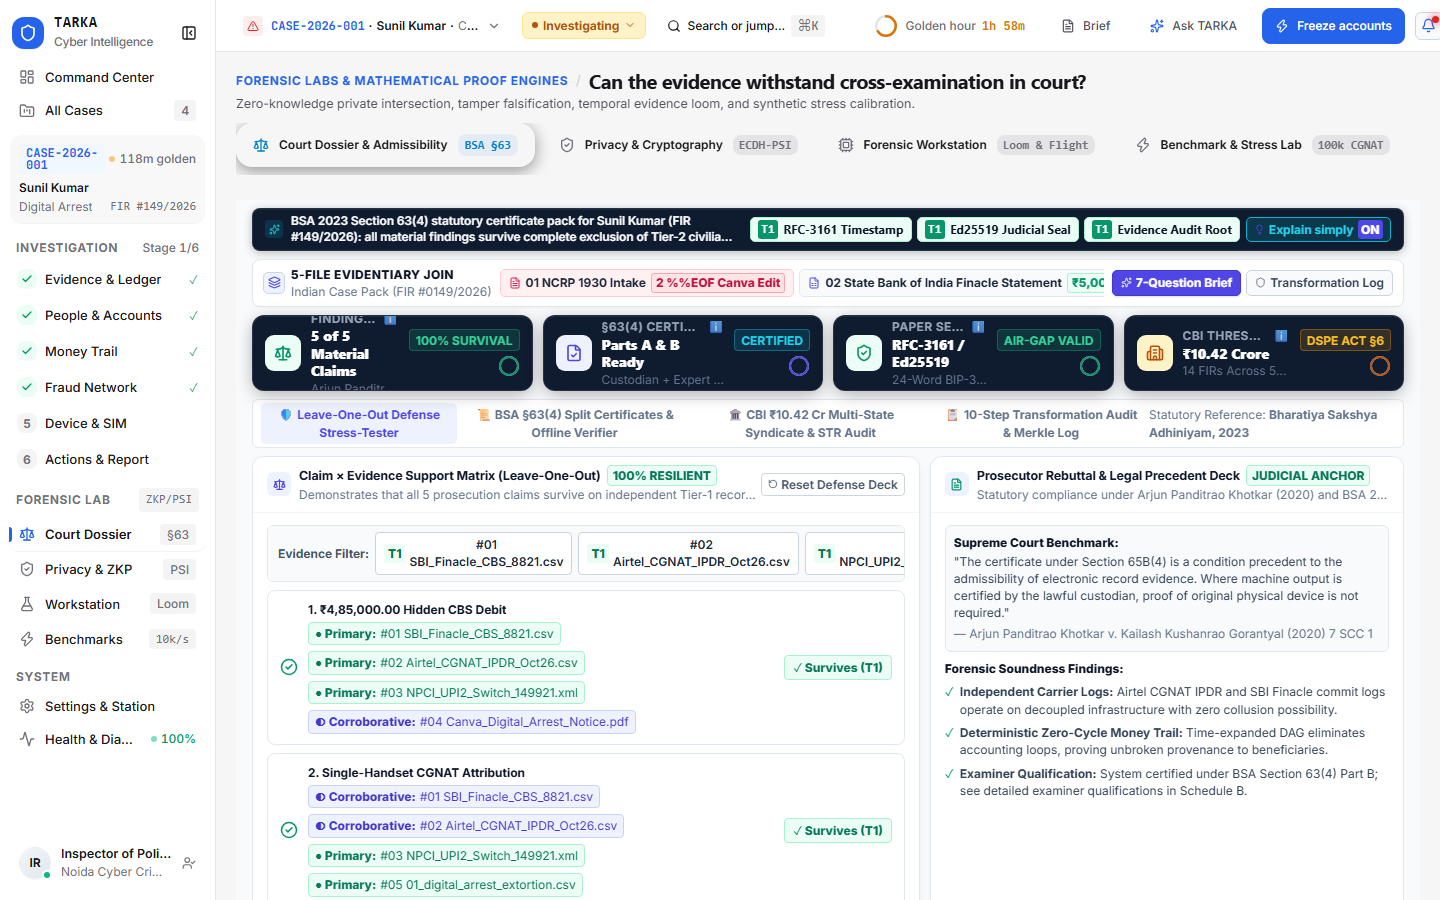 TARKA
Cyber Intelligence
Command Center
All Cases 4
CASE-2026-001 118m golden
Sunil Kumar
Digital Arrest FIR #149/2026
INVESTIGATION Stage 1/6
Evidence & Ledger ✓
People & Accounts ✓
Money Trail ✓
Fraud Network ✓
5 Device & SIM
6 Actions & Report
FORENSIC LAB ZKP/PSI
Court Dossier §63
Privacy & ZKP PSI
Workstation Loom
Benchmarks 10k/s
SYSTEM
Settings & Station
Health & Dia... 100%
IR Inspector of Poli...
Noida Cyber Cri...
CASE-2026-001 · Sunil Kumar · C... Investigating Search or jump... ⌘K Golden hour 1h 58m Brief Ask TARKA Freeze accounts
FORENSIC LABS & MATHEMATICAL PROOF ENGINES / Can the evidence withstand cross-examination in court?
Zero-knowledge private intersection, tamper falsification, temporal evidence loom, and synthetic stress calibration.
Court Dossier & Admissibility BSA §63 Privacy & Cryptography ECDH-PSI Forensic Workstation Loom & Flight Benchmark & Stress Lab 100k CGNAT
BSA 2023 Section 63(4) statutory certificate pack for Sunil Kumar (FIR
#149/2026): all material findings survive complete exclusion of Tier-2 civilia...
T1 RFC-3161 Timestamp T1 Ed25519 Judicial Seal T1 Evidence Audit Root Explain simply ON
5-FILE EVIDENTIARY JOIN
Indian Case Pack (FIR #0149/2026)
01 NCRP 1930 Intake 2 %%EOF Canva Edit 02 State Bank of India Finacle Statement ₹5,00 7-Question Brief Transformation Log
FINDING... i
5 of 5
Material
Claims
Arjun Panditr
100% SURVIVAL
§63(4) CERTI... i
Parts A & B
Ready
Custodian + Expert ...
CERTIFIED
PAPER SE... i
RFC-3161 /
Ed25519
24-Word BIP-3...
AIR-GAP VALID
CBI THRES... i
₹10.42 Crore
14 FIRs Across 5...
DSPE ACT §6
Leave-One-Out Defense
Stress-Tester
BSA §63(4) Split Certificates &
Offline Verifier
CBI ₹10.42 Cr Multi-State
Syndicate & STR Audit
10-Step Transformation Audit
& Merkle Log
Statutory Reference: Bharatiya Sakshya
Adhiniyam, 2023
Claim × Evidence Support Matrix (Leave-One-Out) 100% RESILIENT
Demonstrates that all 5 prosecution claims survive on independent Tier-1 recor...
Reset Defense Deck
Evidence Filter:
T1 #01
SBI_Finacle_CBS_8821.csv
T1 #02
Airtel_CGNAT_IPDR_Oct26.csv
T1 NPCI_UPI2_
1. ₹4,85,000.00 Hidden CBS Debit
● Primary: #01 SBI_Finacle_CBS_8821.csv
● Primary: #02 Airtel_CGNAT_IPDR_Oct26.csv
● Primary: #03 NPCI_UPI2_Switch_149921.xml
◐ Corroborative: #04 Canva_Digital_Arrest_Notice.pdf
✓ Survives (T1)
2. Single-Handset CGNAT Attribution
◐ Corroborative: #01 SBI_Finacle_CBS_8821.csv
◐ Corroborative: #02 Airtel_CGNAT_IPDR_Oct26.csv
● Primary: #03 NPCI_UPI2_Switch_149921.xml
● Primary: #05 01_digital_arrest_extortion.csv
✓ Survives (T1)
Prosecutor Rebuttal & Legal Precedent Deck JUDICIAL ANCHOR
Statutory compliance under Arjun Panditrao Khotkar (2020) and BSA 2...
Supreme Court Benchmark:
"The certificate under Section 65B(4) is a condition precedent to the
admissibility of electronic record evidence. Where machine output is
certified by the lawful custodian, proof of original physical device is not
required."
— Arjun Panditrao Khotkar v. Kailash Kushanrao Gorantyal (2020) 7 SCC 1
Forensic Soundness Findings:
✓ Independent Carrier Logs: Airtel CGNAT IPDR and SBI Finacle commit logs
operate on decoupled infrastructure with zero collusion possibility.
✓ Deterministic Zero-Cycle Money Trail: Time-expanded DAG eliminates
accounting loops, proving unbroken provenance to beneficiaries.
✓ Examiner Qualification: System certified under BSA Section 63(4) Part B;
see detailed examiner qualifications in Schedule B.